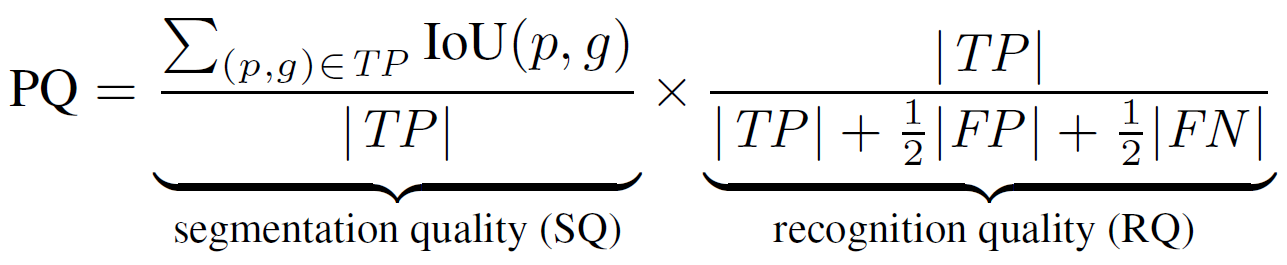 PQ = \frac{\sum_{(p,g)\in TP} IoU(p, g)}{|TP|} × \frac{|TP|}{|TP| + \frac{1}{2}|FP| + \frac{1}{2}|FN|}
segmentation quality (SQ) recognition quality (RQ)